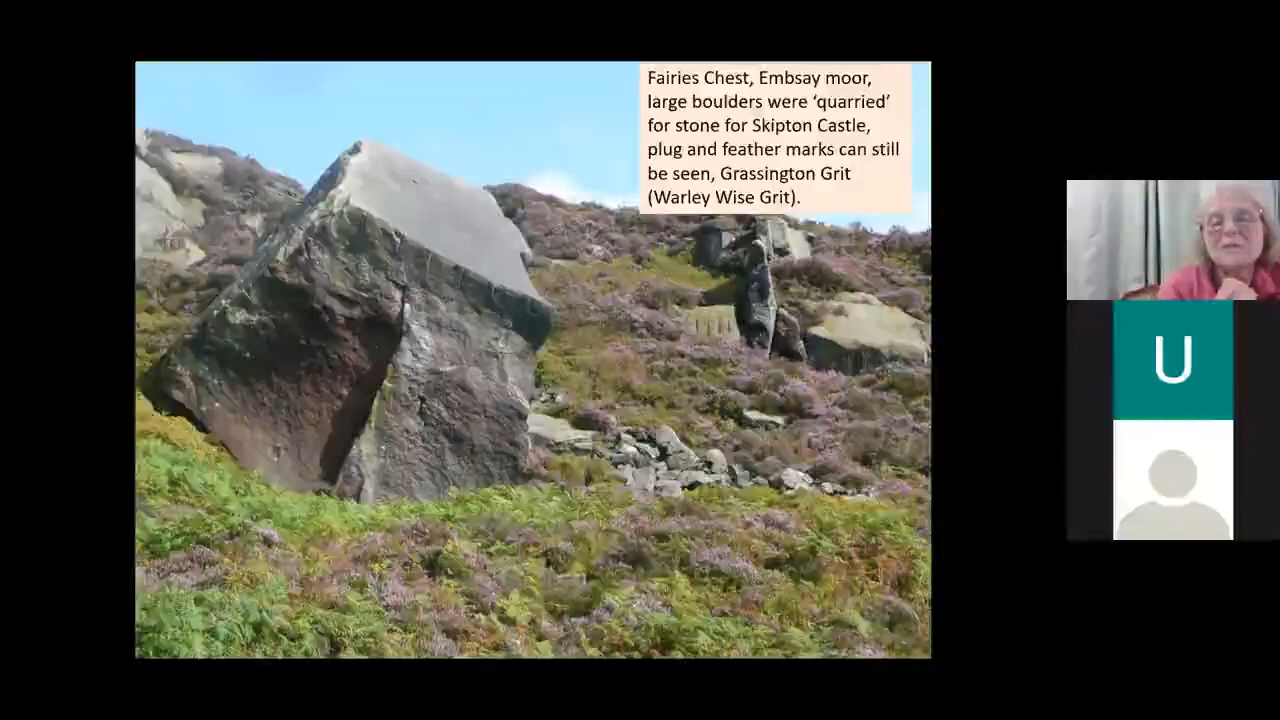 Fairies Chest, Embsay moor,
large boulders were ‘quarried’
for stone for Skipton Castle,
plug and feather marks can still
be seen, Grassington Grit
(Warley Wise Grit).
U